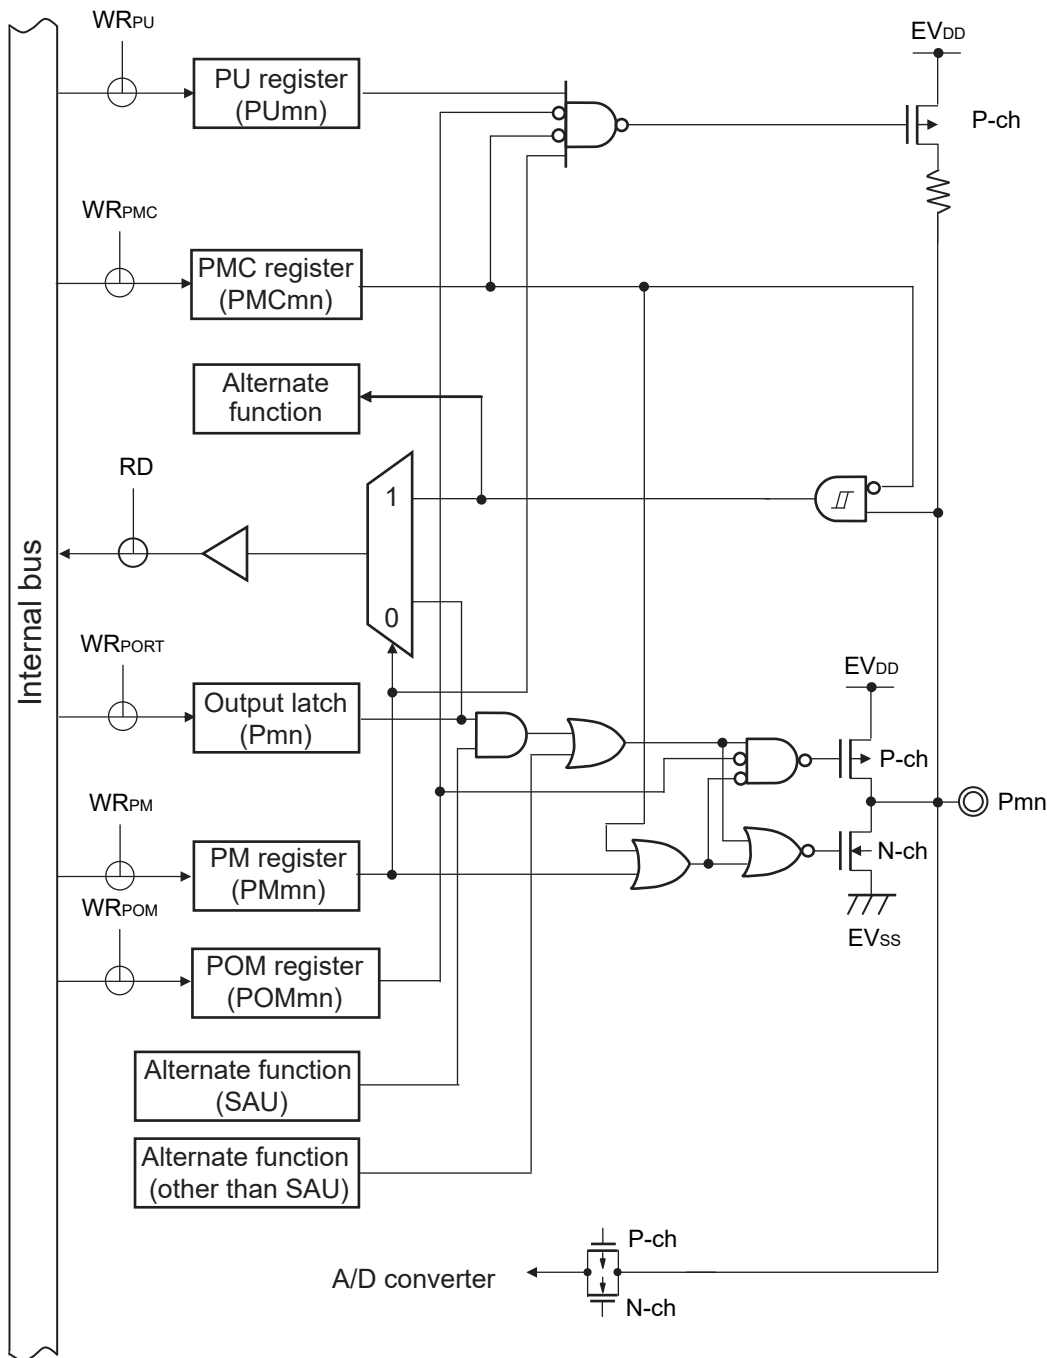 WRPU
EVDD
PU register
(PUmn)
P-ch
WRPMC
PMC register
(PMCmn)
Alternate
function
RD
1
0
Internal bus
WRPORT
Output latch
(Pmn)
EVDD
P-ch
Pmn
WRPM
PM register
(PMmn)
N-ch
WRPOM
EVSS
POM register
(POMmn)
Alternate function
(SAU)
Alternate function
(other than SAU)
P-ch
A/D converter
N-ch